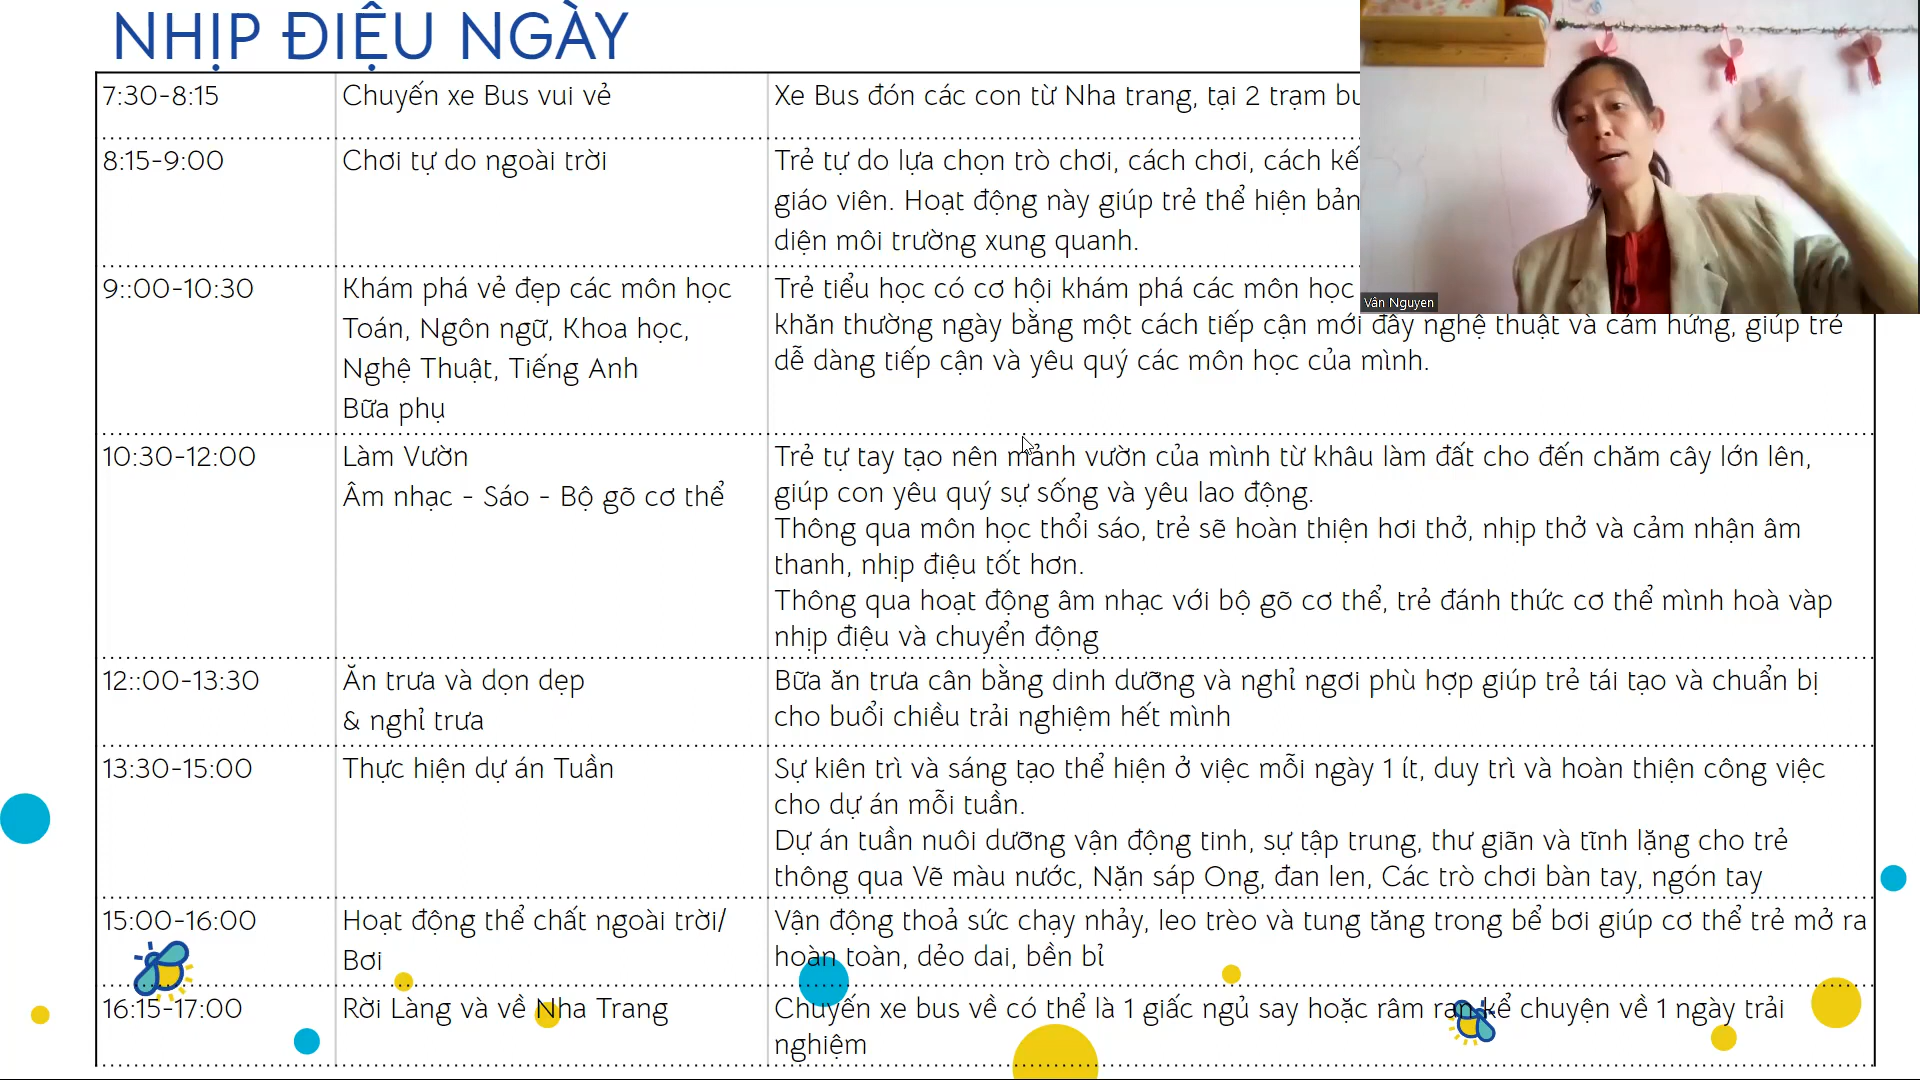 NHỊP ĐIỆU NGÀY
7:30-8:15
Chuyến xe Bus vui vẻ
Xe Bus đón các con từ Nha trang, tại 2 trạm
8:15-9:00
Chơi tự do ngoài trời
Trẻ tự do lựa chọn trò chơi, cách chơi, cách
giáo viên. Hoạt động này giúp trẻ thể hiện bản
diện môi trường xung quanh.
9::00-10:30
Khám phá vẻ đẹp các môn học
Toán, Ngôn ngữ, Khoa học,
Nghệ Thuật, Tiếng Anh
Bữa phụ
Trẻ tiểu học có cơ hội khám phá các môn học
khăn thường ngày bằng một cách tiếp cận mới đầy nghệ thuật và cảm hứng, giúp trẻ
dễ dàng tiếp cận và yêu quý các môn học của mình.
Vân Nguyen
10:30-12:00
Làm Vườn
Âm nhạc - Sáo - Bộ gõ cơ thể
Trẻ tự tay tạo nên mảnh vườn của mình từ khâu làm đất cho đến chăm cây lớn lên,
giúp con yêu quý sự sống và yêu lao động.
Thông qua môn học thổi sáo, trẻ sẽ hoàn thiện hơi thở, nhịp thở và cảm nhận âm
thanh, nhịp điệu tốt hơn.
Thông qua hoạt động âm nhạc với bộ gõ cơ thể, trẻ đánh thức cơ thể mình hoà vàp
nhịp điệu và chuyển động
12::00-13:30
Ăn trưa và dọn dẹp
& nghỉ trưa
Bữa ăn trưa cân bằng dinh dưỡng và nghỉ ngơi phù hợp giúp trẻ tái tạo và chuẩn bị
cho buổi chiều trải nghiệm hết mình
13:30-15:00
Thực hiện dự án Tuần
Sự kiên trì và sáng tạo thể hiện ở việc mỗi ngày 1 ít, duy trì và hoàn thiện công việc
cho dự án mỗi tuần.
Dự án tuần nuôi dưỡng vận động tinh, sự tập trung, thư giãn và tĩnh lặng cho trẻ
thông qua Vẽ màu nước, Nặn sáp Ong, đan len, Các trò chơi bàn tay, ngón tay
15:00-16:00
Hoạt động thể chất ngoài trời/
Bơi
Vận động thoả sức chạy nhảy, leo trèo và tung tăng trong bể bơi giúp cơ thể trẻ mở ra
hoàn toàn, dẻo dai, bền bỉ
16:15-17:00
Rời Làng và về Nha Trang
Chuyến xe bus về có thể là 1 giấc ngủ say hoặc râm ran kể chuyện về 1 ngày trải
nghiệm